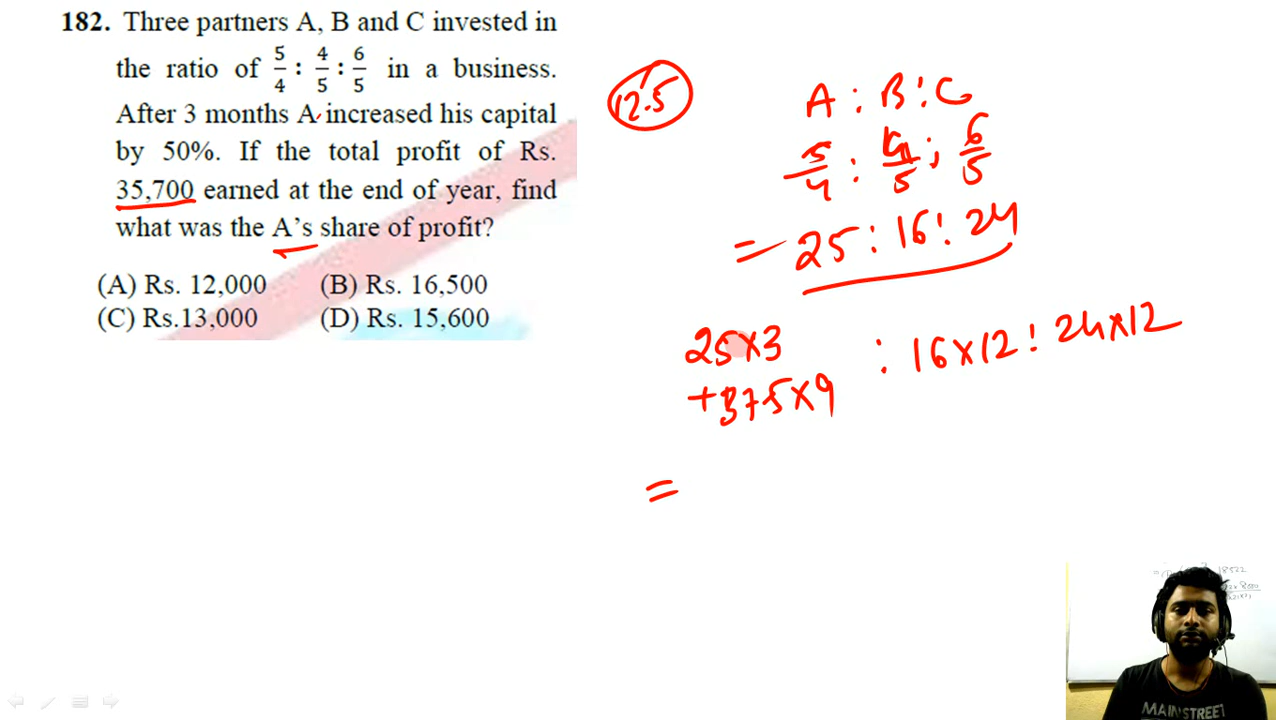 182. Three partners A, B and C invested in
the ratio of 5/4 : 4/5 : 6/5 in a business.
After 3 months A increased his capital
by 50%. If the total profit of Rs.
35,700 earned at the end of year, find
what was the A's share of profit?
(A) Rs. 12,000 (B) Rs. 16,500
(C) Rs.13,000 (D) Rs. 15,600
12.5
A : B : C
5/4 : 4/5 : 6/5
= 25 : 16 : 24
25×3 : 16×12 : 24×12
+375×9
=
MAINSTREET